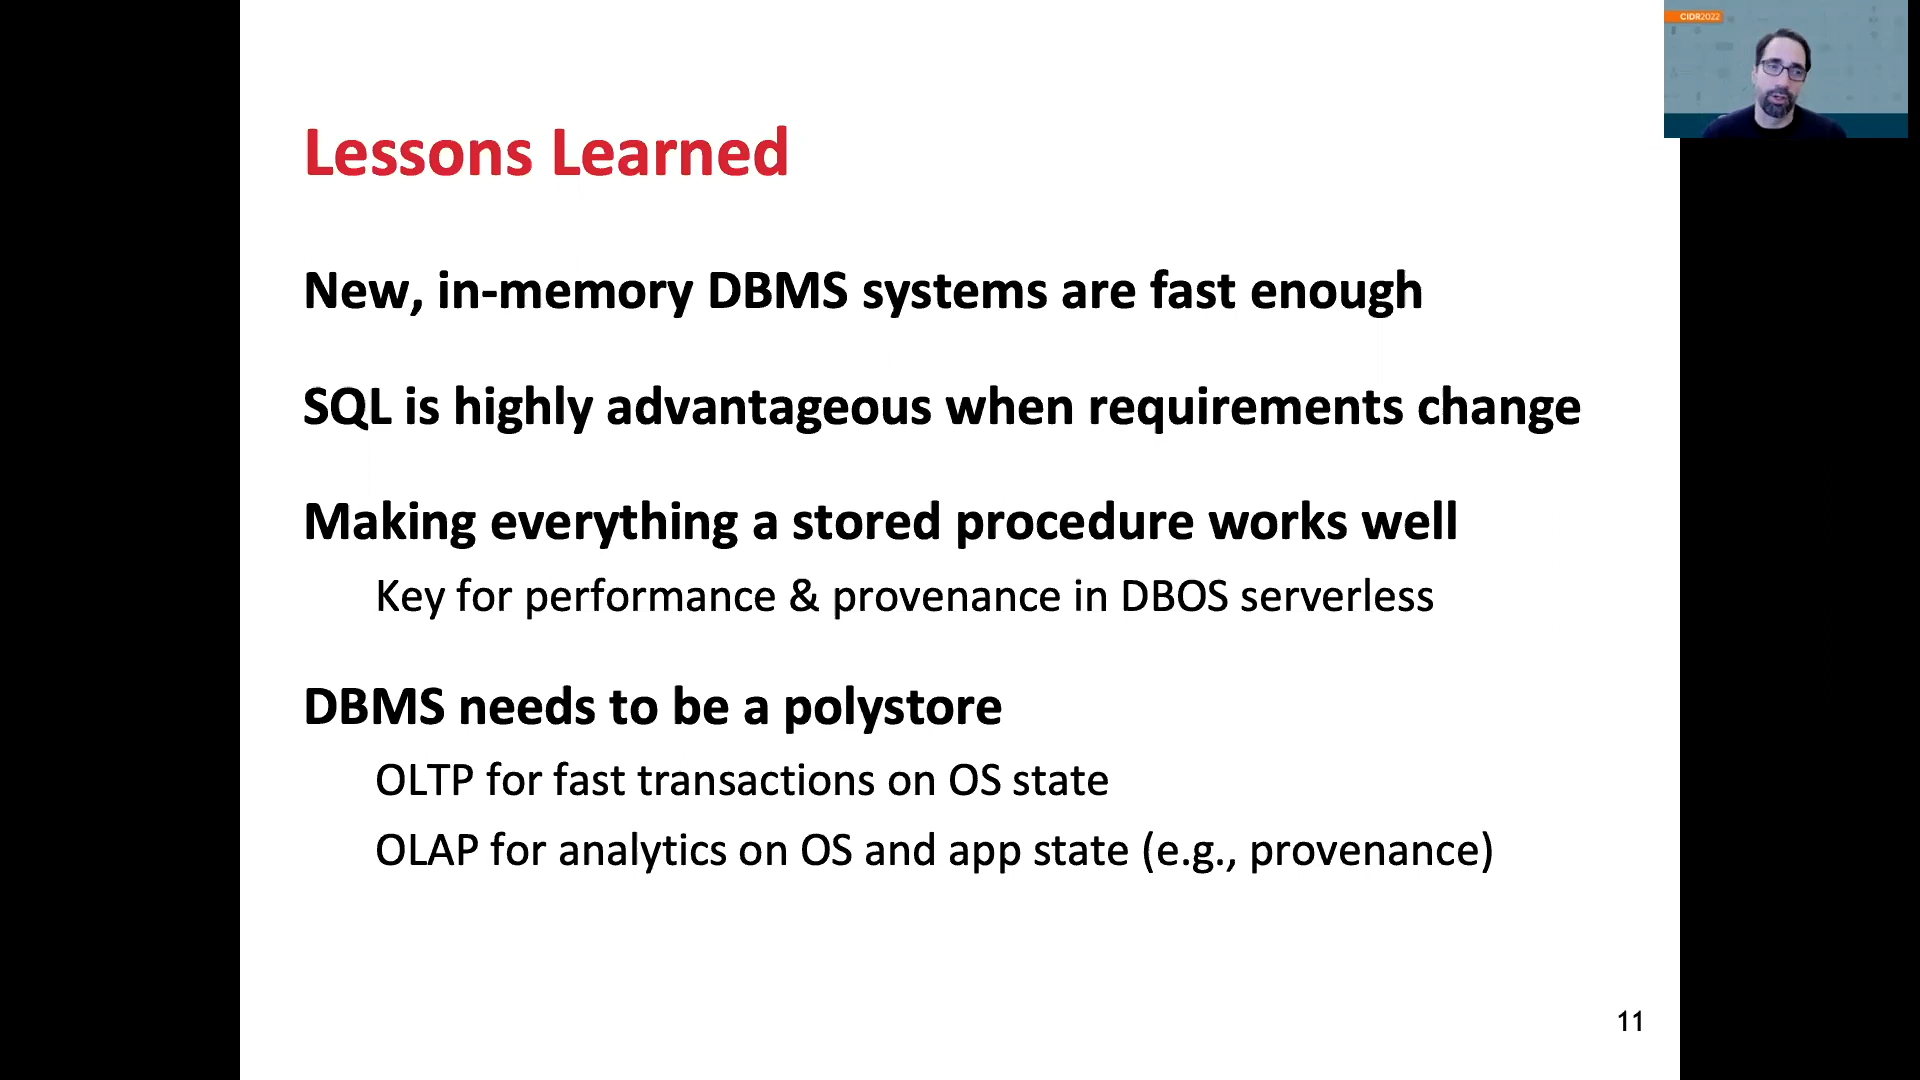 CIDR2022
Lessons Learned
New, in-memory DBMS systems are fast enough
SQL is highly advantageous when requirements change
Making everything a stored procedure works well
Key for performance & provenance in DBOS serverless
DBMS needs to be a polystore
OLTP for fast transactions on OS state
OLAP for analytics on OS and app state (e.g., provenance)
11